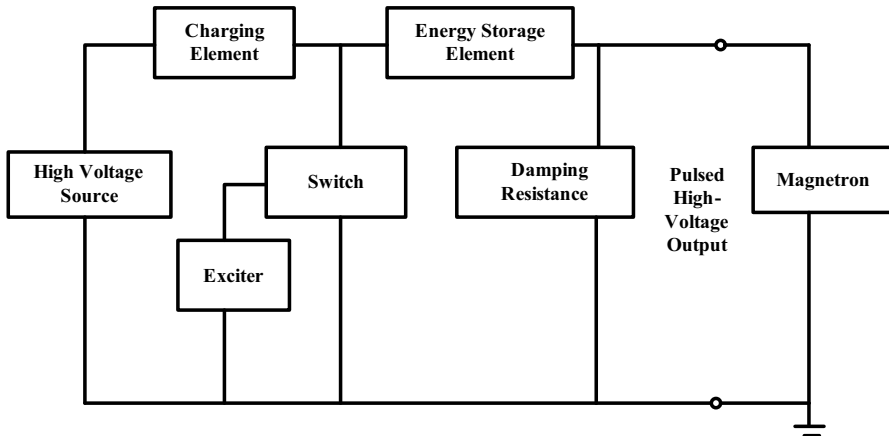 Charging
Element
Energy Storage
Element
High Voltage
Source
Switch
Damping
Resistance
Pulsed
High-
Voltage
Output
Magnetron
Exciter